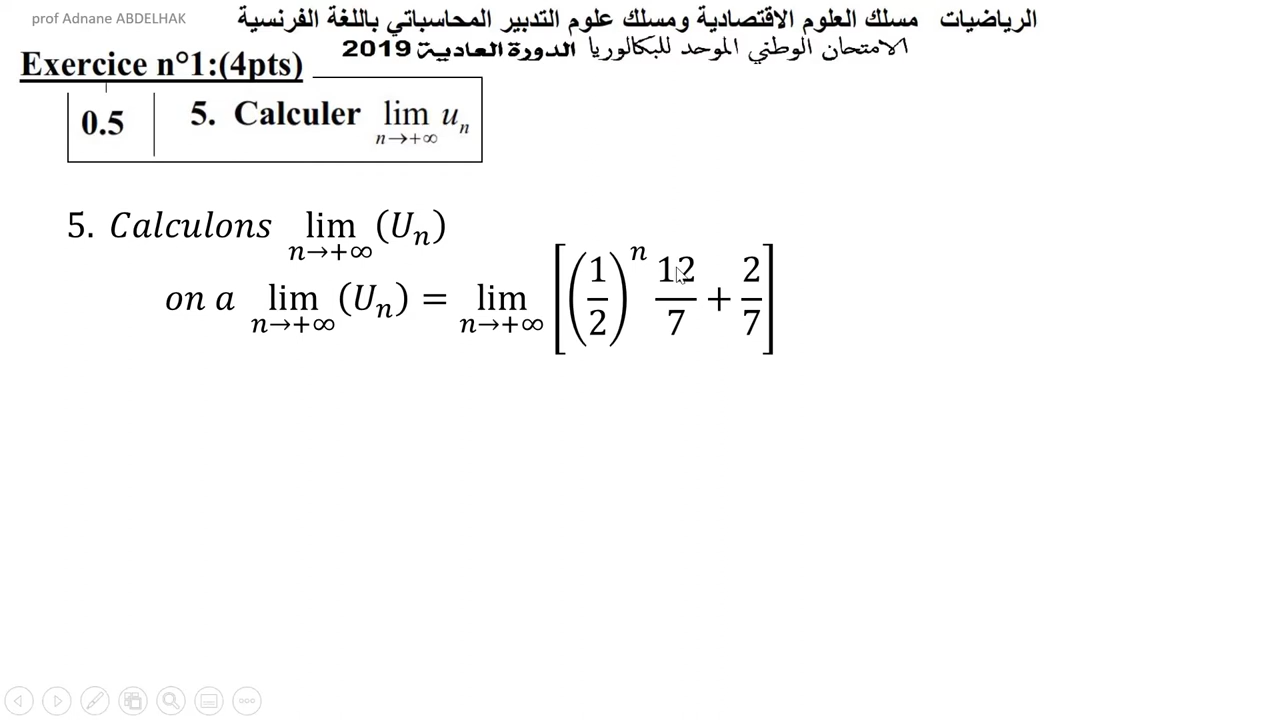 prof Adnane ABDELHAK
الرياضيات مسلك العلوم الاقتصادية ومسلك علوم التدبير المحاسباتي باللغة الفرنسية
الامتحان الوطني الموحد للبكالوريا الدورة العادية 2019
Exercice n°1:(4pts)
0.5 5. Calculer lim u_n n→+∞
5. Calculons lim (U_n) n→+∞
on a lim (U_n) = lim [(1/2)^n 12/7 + 2/7] n→+∞ n→+∞